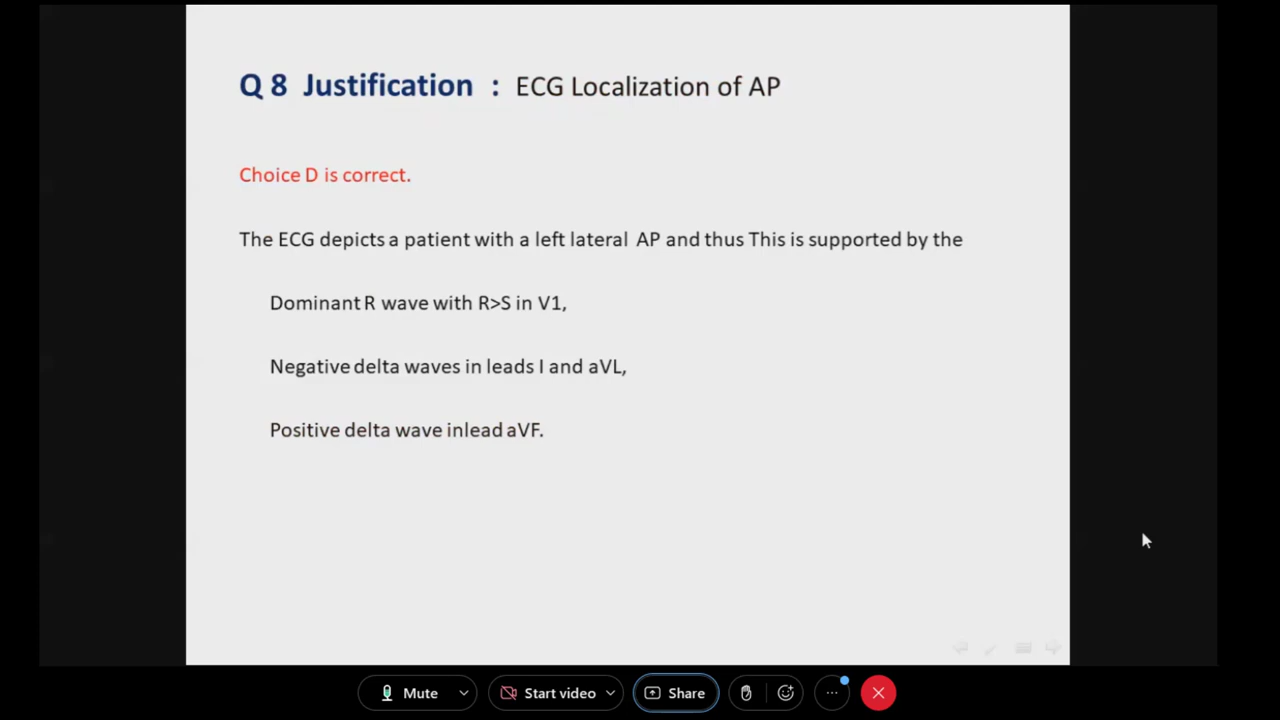 Q 8 Justification : ECG Localization of AP
Choice D is correct.
The ECG depicts a patient with a left lateral AP and thus This is supported by the
Dominant R wave with R>S in V1,
Negative delta waves in leads I and aVL,
Positive delta wave inlead aVF.
Mute
Start video
Share